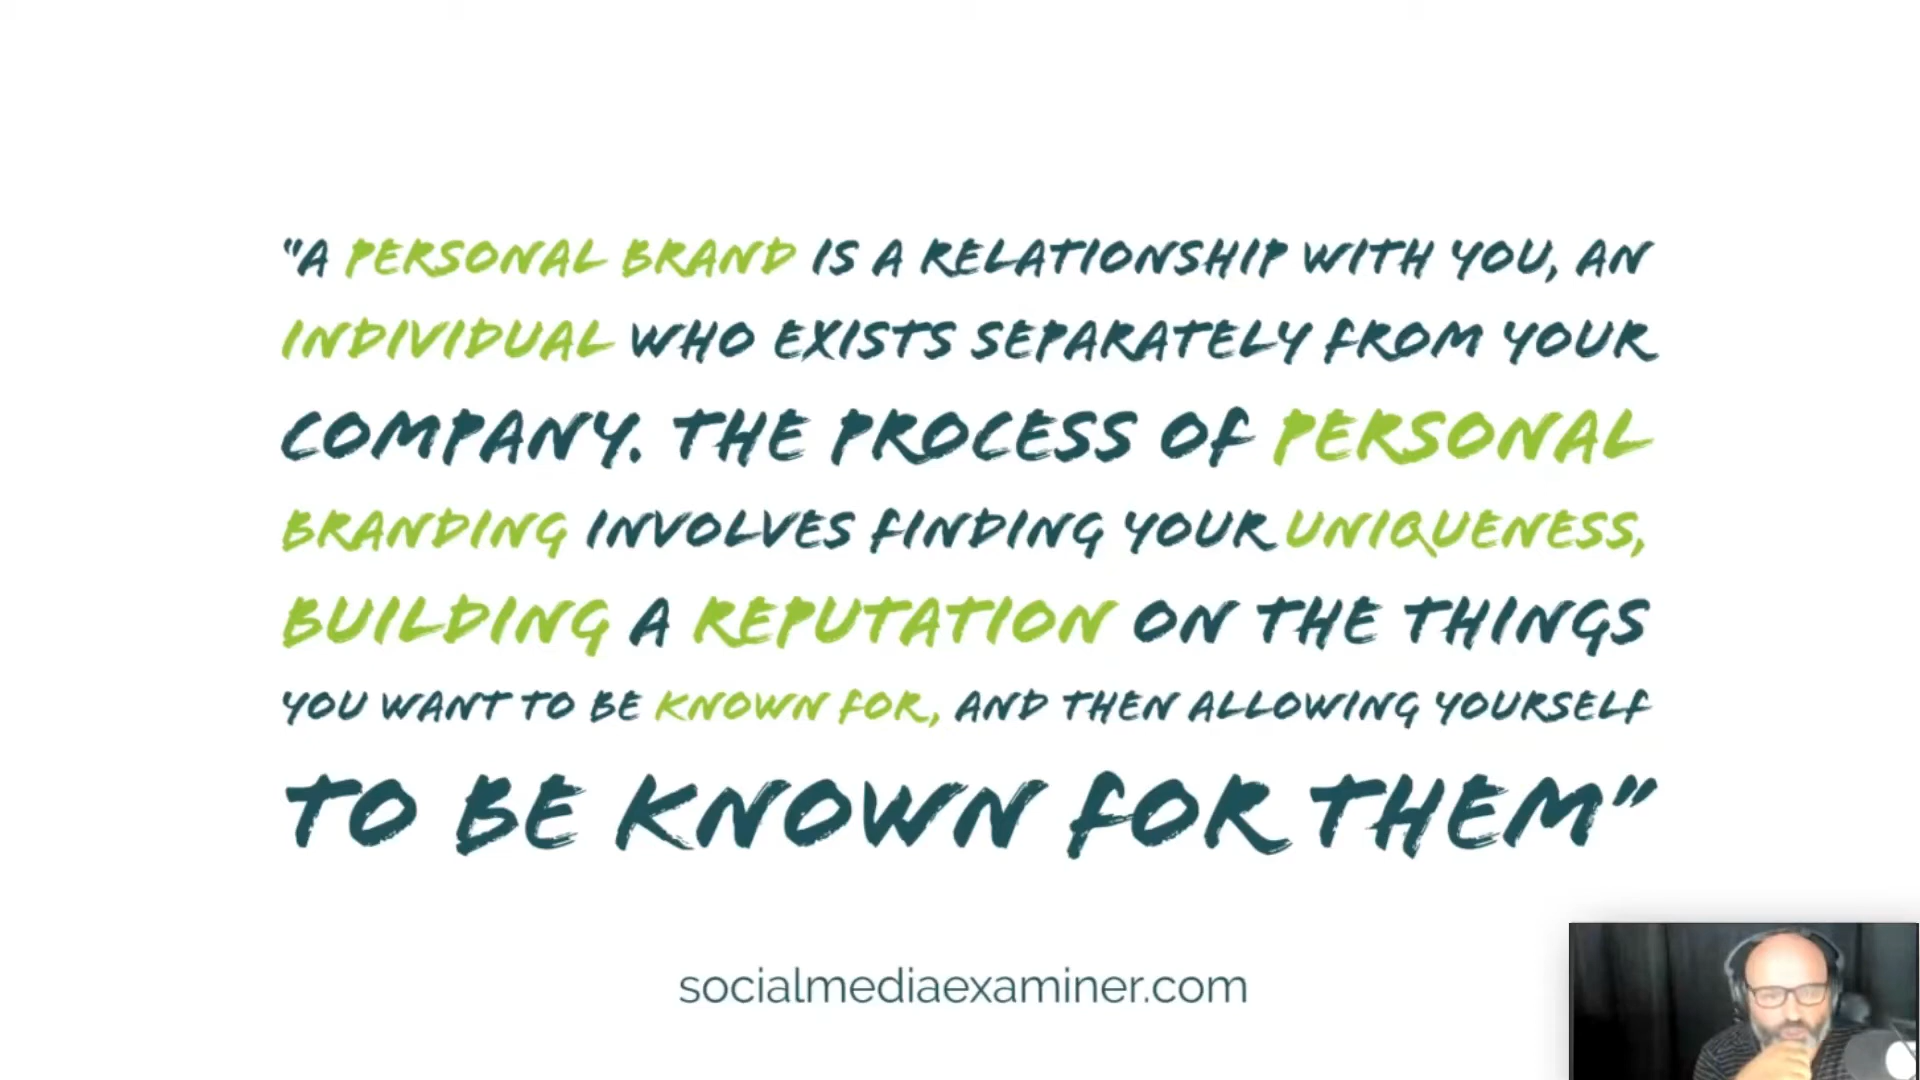 "A PERSONAL BRAND IS A RELATIONSHIP WITH YOU, AN
INDIVIDUAL WHO EXISTS SEPARATELY FROM YOUR
COMPANY. THE PROCESS OF PERSONAL
BRANDING INVOLVES FINDING YOUR UNIQUENESS,
BUILDING A REPUTATION ON THE THINGS
YOU WANT TO BE KNOWN FOR, AND THEN ALLOWING YOURSELF
TO BE KNOWN FOR THEM"
socialmediaexaminer.com